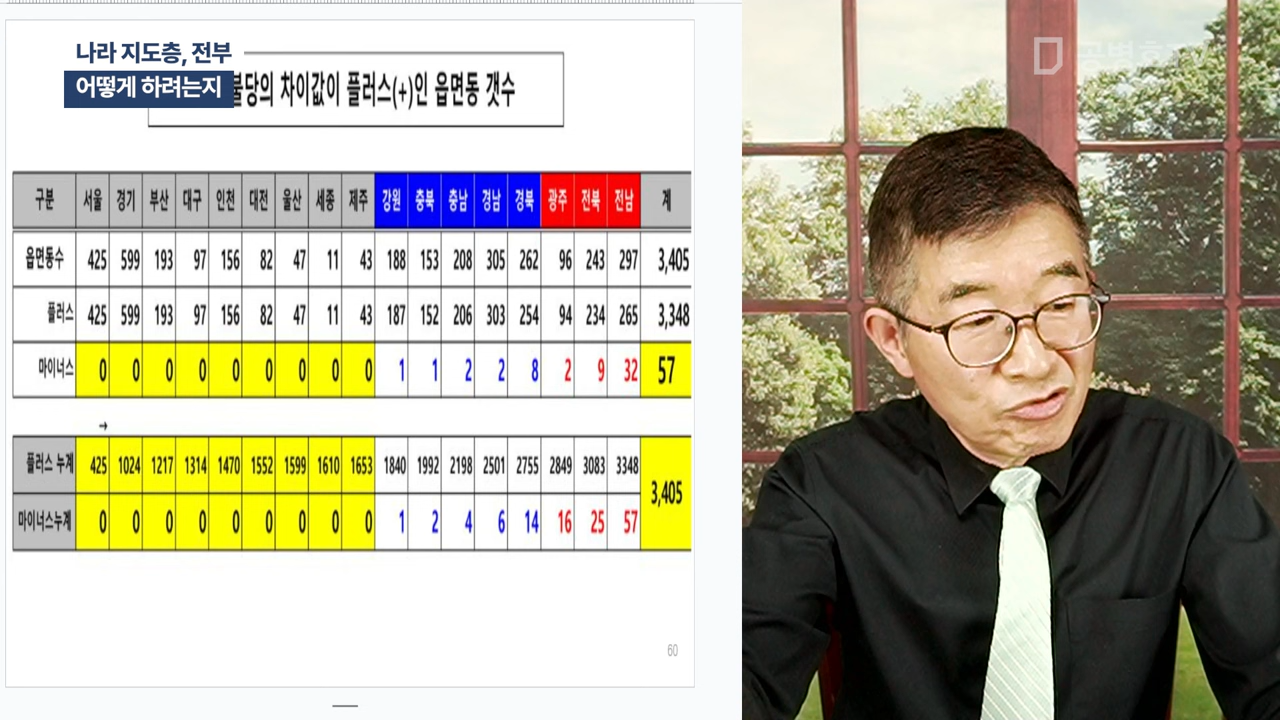 나라 지도층, 전부
어떻게 하려는지
불당의 차이값이 플러스(+)인 읍면동 갯수
구분 서울 경기 부산 대구 인천 대전 울산 세종 제주 강원 충북 충남 경남 경북 광주 전북 전남 계
읍면동수 425 599 193 97 156 82 47 11 43 188 153 208 305 262 96 243 297 3,405
플러스 425 599 193 97 156 82 47 11 43 187 152 206 303 254 94 234 265 3,348
마이너스 0 0 0 0 0 0 0 0 0 1 1 2 2 8 2 9 32 57
→
플러스 누계 425 1024 1217 1314 1470 1552 1599 1610 1653 1840 1992 2198 2501 2755 2849 3083 3348
3,405
마이너스누계 0 0 0 0 0 0 0 0 0 1 2 4 6 14 16 25 57
60